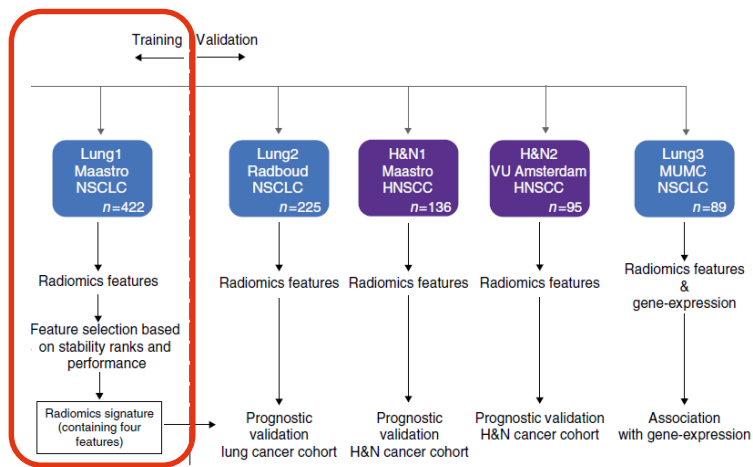 Training
Validation
Lung1
Maastro
NSCLC
n=422
Lung2
Radboud
NSCLC
n=225
H&N1
Maastro
HNSCC
n=136
H&N2
VU Amsterdam
HNSCC
n=95
Lung3
MUMC
NSCLC
n=89
Radiomics features
Radiomics features
Radiomics features
Radiomics features
Radiomics features
&
gene-expression
Feature selection based
on stability ranks and
performance
Radiomics signature
(containing four
features)
Prognostic
validation
lung cancer cohort
Prognostic
validation
H&N cancer cohort
Prognostic validation
H&N cancer cohort
Association
with gene-expression